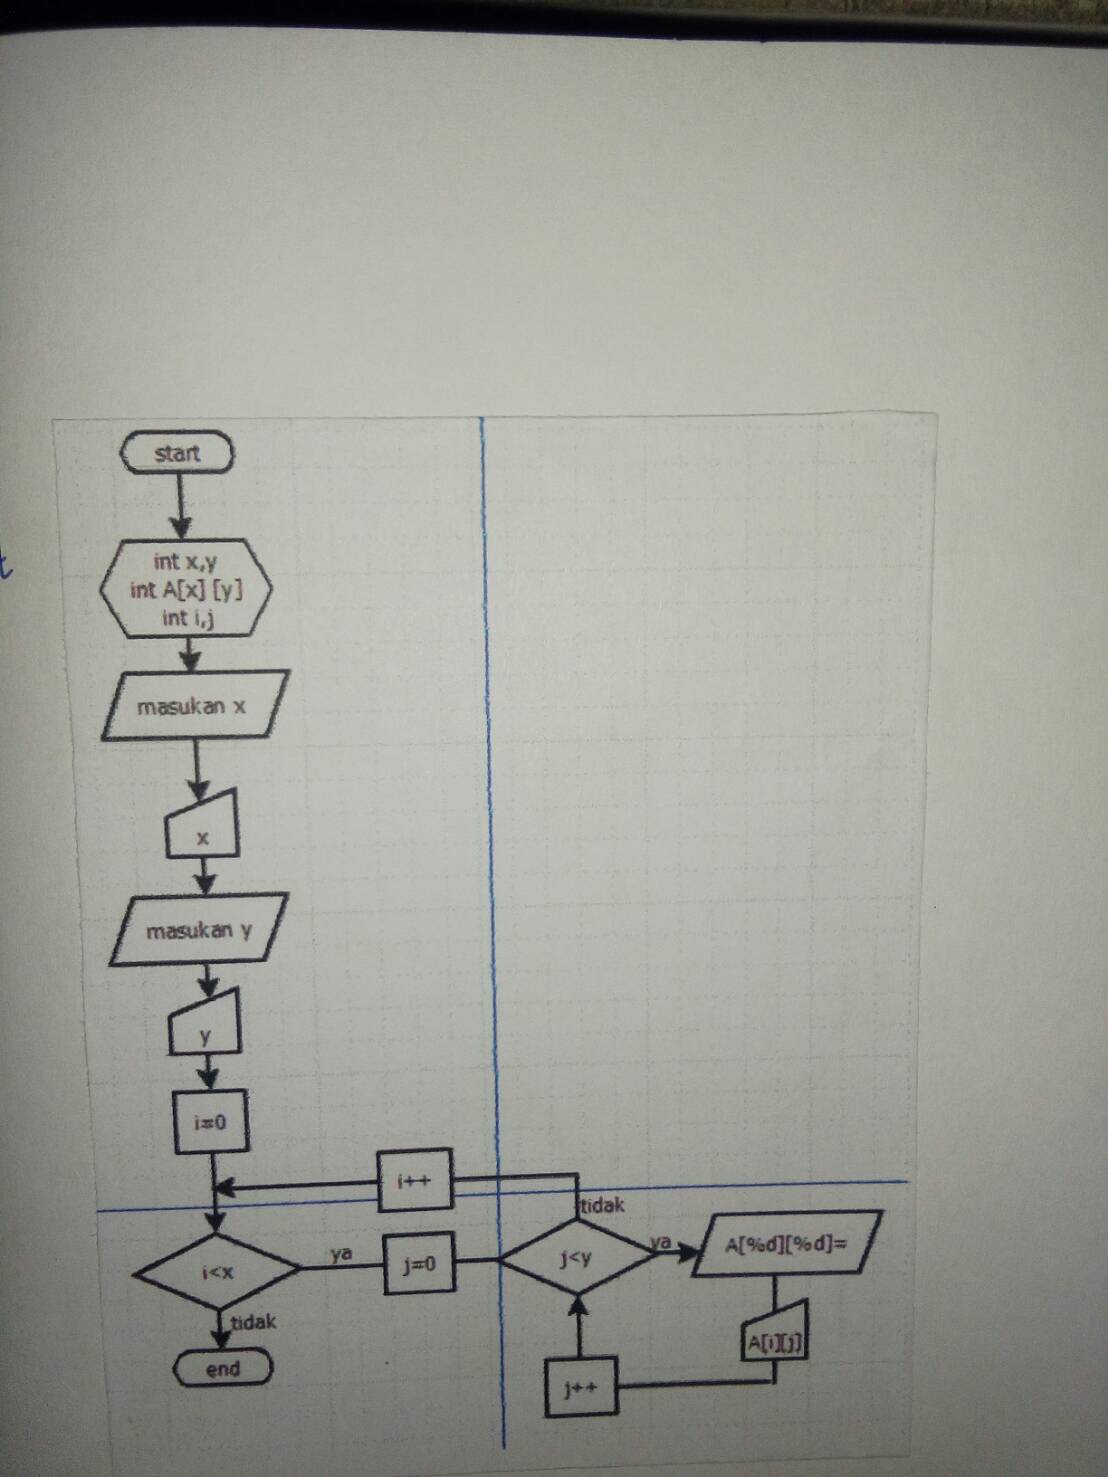 start
int x,y
int A[x] [y]
int i,j
masukan x
x
masukan y
y
i=0
i++
tidak
i<x
ya
j=0
j<y
ya
A[%d][%d]=
tidak
A[i][j]
end
j++